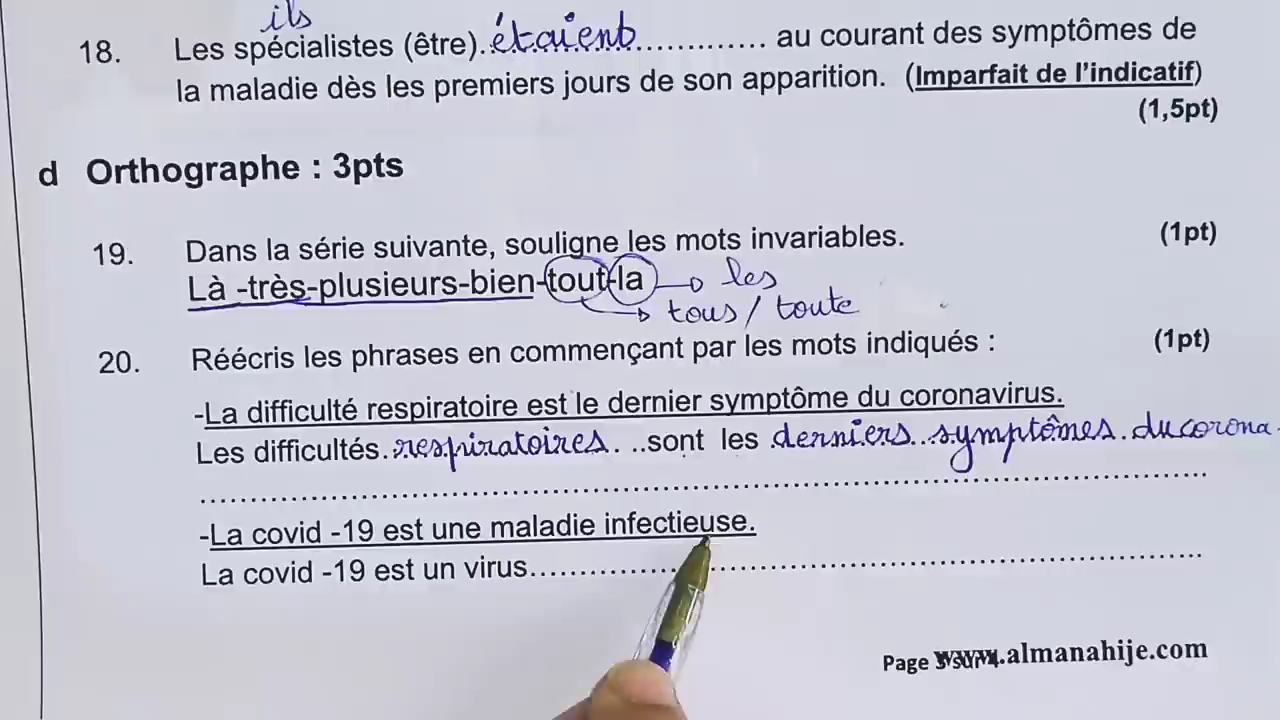 ils
18. Les spécialistes (être)..étaient............. au courant des symptômes de
la maladie dès les premiers jours de son apparition. (Imparfait de l'indicatif)
(1,5pt)
d Orthographe : 3pts
19. Dans la série suivante, souligne les mots invariables. (1pt)
Là -très-plusieurs-bien-tout-la → les
→ tous / toute
20. Réécris les phrases en commençant par les mots indiqués : (1pt)
-La difficulté respiratoire est le dernier symptôme du coronavirus.
Les difficultés.respiratoires...sont les derniers..symptômes.du corona-
-La covid -19 est une maladie infectieuse.
La covid -19 est un virus
Page www.almanahije.com